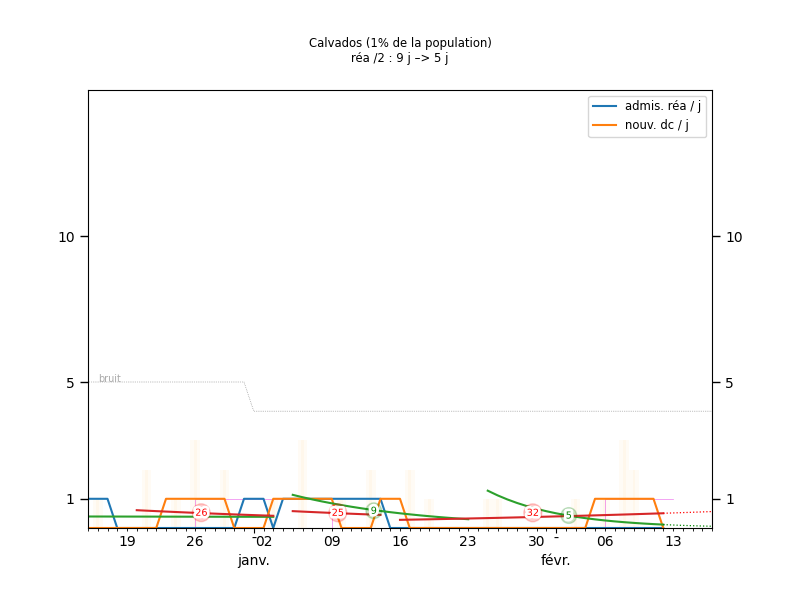 Calvados (1% de la population)
réa /2 : 9 j −> 5 j
admis. réa / j
nouv. dc / j
10
10
bruit
5
5
1
1
26
25
9
32
5
19
26
02
09
16
23
30
06
13
janv.
févr.